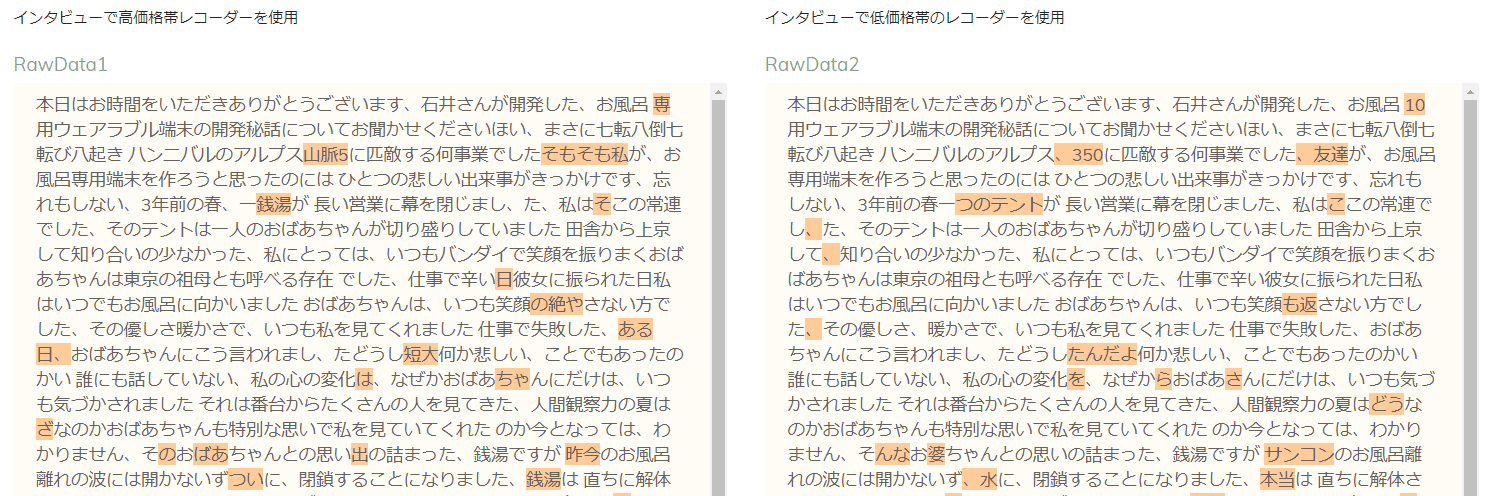 インタビューで高価格帯レコーダーを使用
RawData1
本日はお時間をいただきありがとうございます、石井さんが開発した、お風呂 専
用ウェアラブル端末の開発秘話についてお聞かせくださいほい、まさに七転八倒七
転び八起き ハンニバルのアルプス山脈5に匹敵する何事業でしたそもそも私が、お
風呂専用端末を作ろうと思ったのには ひとつの悲しい出来事がきっかけです、忘
れもしない、3年前の春、一銭湯が 長い営業に幕を閉じまし、た、私はそこの常連
でした、そのテントは一人のおばあちゃんが切り盛りしていました 田舎から上京
して知り合いの少なかった、私にとっては、いつもバンダイで笑顔を振りまくおば
あちゃんは東京の祖母とも呼べる存在 でした、仕事で辛い日彼女に振られた日私
はいつでもお風呂に向かいました おばあちゃんは、いつも笑顔の絶やさない方で
した、その優しさ暖かさで、いつも私を見てくれました 仕事で失敗した、ある
日、おばあちゃんにこう言われまし、たどうし短大何か悲しい、ことでもあったの
かい 誰にも話していない、私の心の変化は、なぜかおばあちゃんにだけは、いつ
も気づかされました それは番台からたくさんの人を見てきた、人間観察力の夏は
ざなのかおばあちゃんも特別な思いで私を見ていてくれた のか今となっては、わ
かりません、そのおばあちゃんとの思い出の詰まった、銭湯ですが 昨今のお風呂
離れの波には開かないずついに、閉鎖することになりました、銭湯は 直ちに解体
インタビューで低価格帯のレコーダーを使用
RawData2
本日はお時間をいただきありがとうございます、石井さんが開発した、お風呂 10
用ウェアラブル端末の開発秘話についてお聞かせくださいほい、まさに七転八倒七
転び八起き ハンニバルのアルプス、350に匹敵する何事業でした、友達が、お風呂
専用端末を作ろうと思ったのには ひとつの悲しい出来事がきっかけです、忘れも
しない、3年前の春一つのテントが 長い営業に幕を閉じまし、た、私はここの常連で
し、た、そのテントは一人のおばあちゃんが切り盛りしていました 田舎から上京
して、知り合いの少なかった、私にとっては、いつもバンダイで笑顔を振りまくおば
あちゃんは東京の祖母とも呼べる存在 でした、仕事で辛い彼女に振られた日私
はいつでもお風呂に向かいました おばあちゃんは、いつも笑顔も返さない方でし
た、その優しさ、暖かさで、いつも私を見てくれました 仕事で失敗した、おばあ
ちゃんにこう言われまし、たどうしたんだよ何か悲しい、ことでもあったのかい
誰にも話していない、私の心の変化を、なぜからおばあさんにだけは、いつも気づ
かされました それは番台からたくさんの人を見てきた、人間観察力の夏はどうな
のかおばあちゃんも特別な思いで私を見ていてくれた のか今となっては、わかり
ません、そんなお婆ちゃんとの思いの詰まった、銭湯ですが サンコンのお風呂離
れの波には開かないず、水に、閉鎖することになりました、本当は 直ちに解体さ